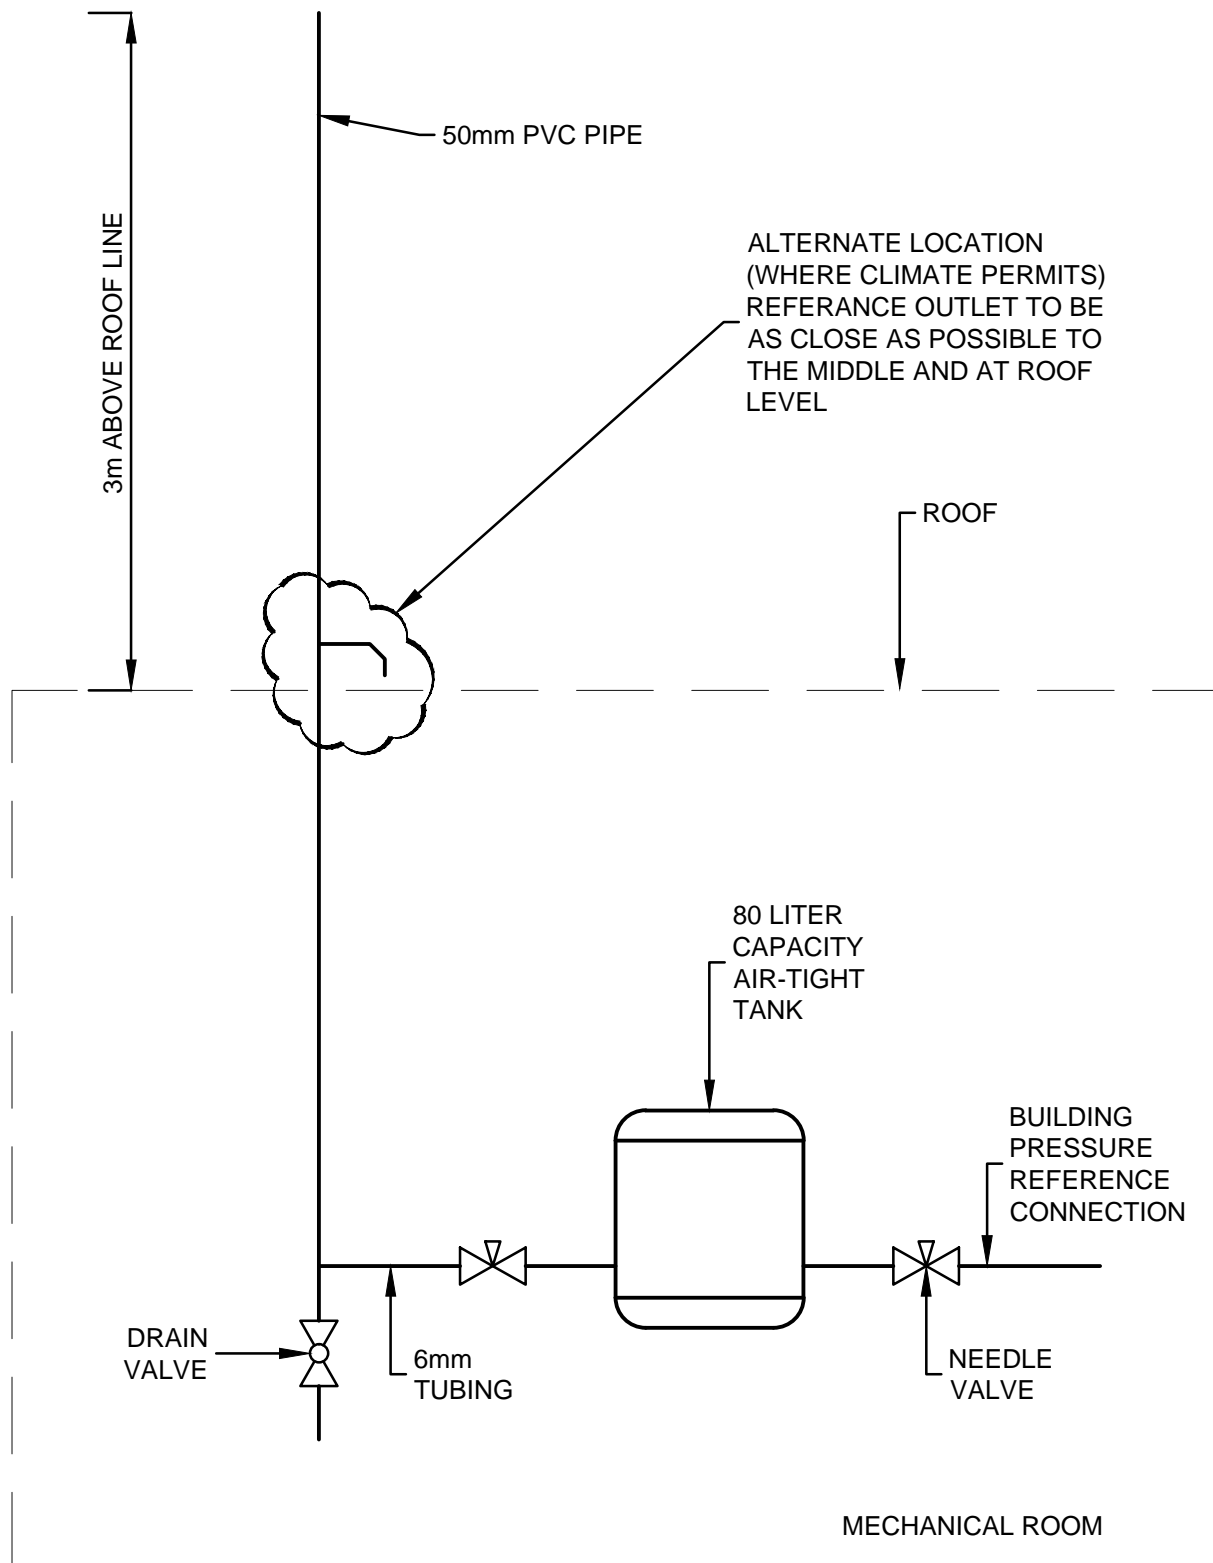 50mm PVC PIPE
3m ABOVE ROOF LINE
ALTERNATE LOCATION
(WHERE CLIMATE PERMITS)
REFERANCE OUTLET TO BE
AS CLOSE AS POSSIBLE TO
THE MIDDLE AND AT ROOF
LEVEL
ROOF
80 LITER
CAPACITY
AIR-TIGHT
TANK
BUILDING
PRESSURE
REFERENCE
CONNECTION
DRAIN
VALVE
6mm
TUBING
NEEDLE
VALVE
MECHANICAL ROOM